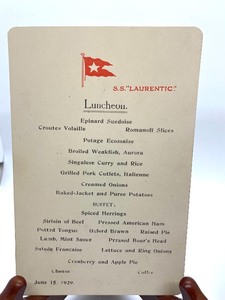 S.S. "LAURENTIC."
Luncheon.
Epinard Swedoise
Croutes Volaille Romanoff Slices
Potage Ecossaise
Broiled Weakfish, Aurora
Singalese Curry and Rice
Grilled Pork Cutlets, Italienne
Creamed Onions
Baked-Jacket and Puree Potatoes
BUFFET.
Spiced Herrings
Sirloin of Beef Pressed American Ham
Potted Tongue Oxford Brawn Raised Pie
Lamb, Mint Sauce Pressed Boar's Head
Salade Francaise Lettuce and Ring Onions
Cranberry and Apple Pie
Cheese Coffee
June 15, 1929.